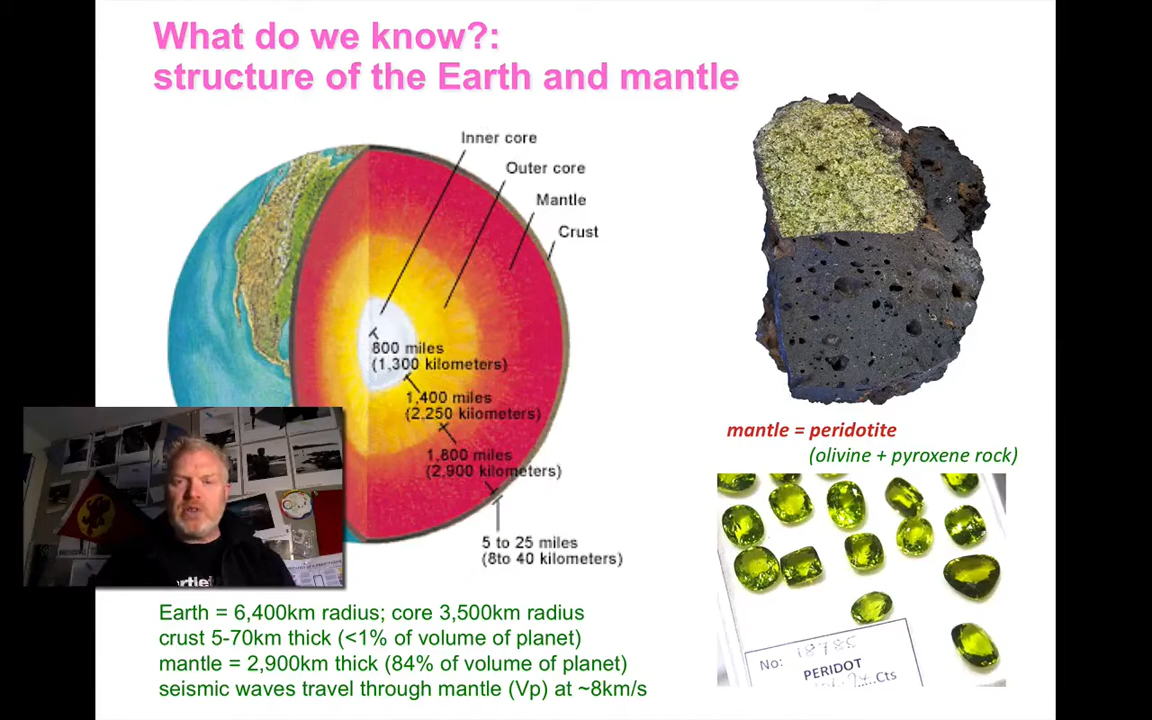 What do we know?:
structure of the Earth and mantle
Inner core
Outer core
Mantle
Crust
800 miles
(1,300 kilometers)
1,400 miles
(2,250 kilometers)
1,800 miles
(2,900 kilometers)
5 to 25 miles
(8to 40 kilometers)
mantle = peridotite
(olivine + pyroxene rock)
No:
PERIDOT
Cts
Earth = 6,400km radius; core 3,500km radius
crust 5-70km thick (<1% of volume of planet)
mantle = 2,900km thick (84% of volume of planet)
seismic waves travel through mantle (Vp) at ~8km/s